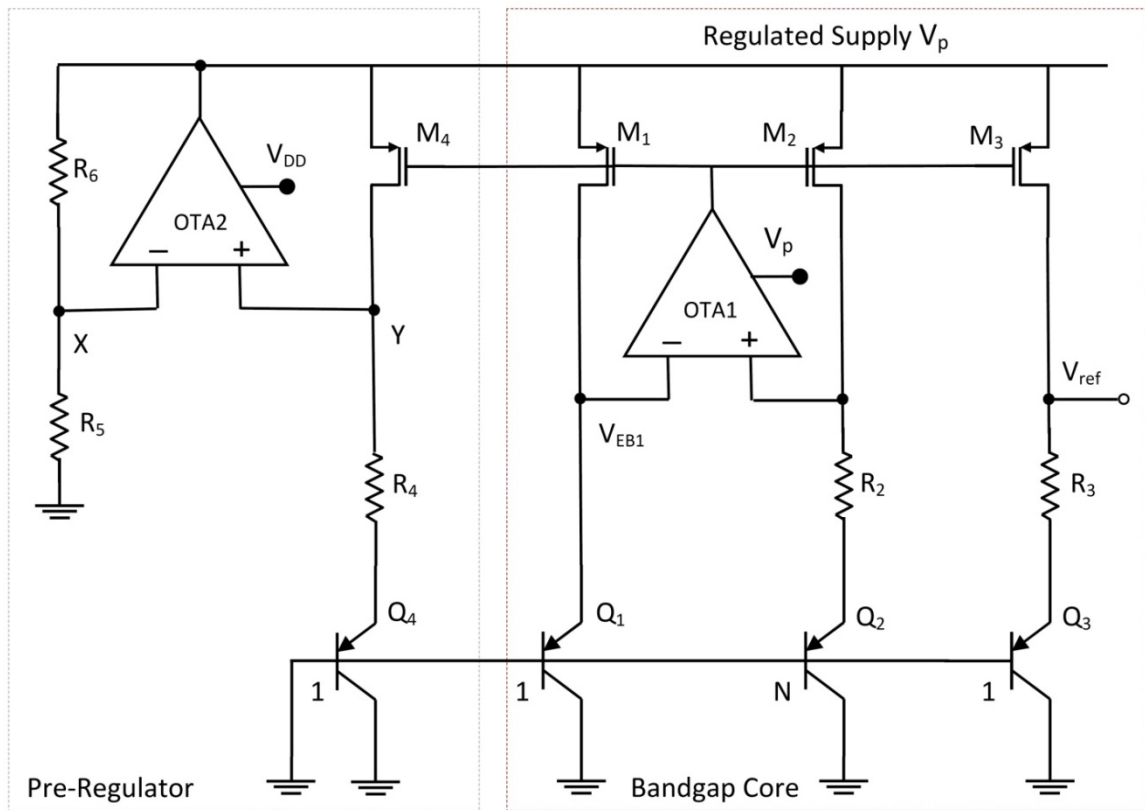 Regulated Supply Vp
M4
M1
M2
M3
R6
VDD
OTA2
− +
Vp
OTA1
− +
X
Y
Vref
VEB1
R5
R4
R2
R3
Q4
Q1
Q2
Q3
1
1
N
1
Pre-Regulator
Bandgap Core